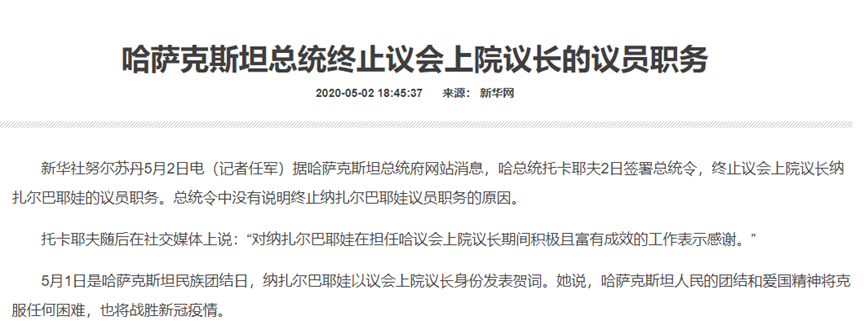 哈萨克斯坦总统终止议会上院议长的议员职务
2020-05-02 18:45:37 来源： 新华网
新华社努尔苏丹5月2日电（记者任军）据哈萨克斯坦总统府网站消息，哈总统托卡耶夫2日签署总统令，终止议会上院议长纳
扎尔巴耶娃的议员职务。总统令中没有说明终止纳扎尔巴耶娃议员职务的原因。
托卡耶夫随后在社交媒体上说：“对纳扎尔巴耶娃在担任哈议会上院议长期间积极且富有成效的工作表示感谢。”
5月1日是哈萨克斯坦民族团结日，纳扎尔巴耶娃以议会上院议长身份发表贺词。她说，哈萨克斯坦人民的团结和爱国精神将克
服任何困难，也将战胜新冠疫情。